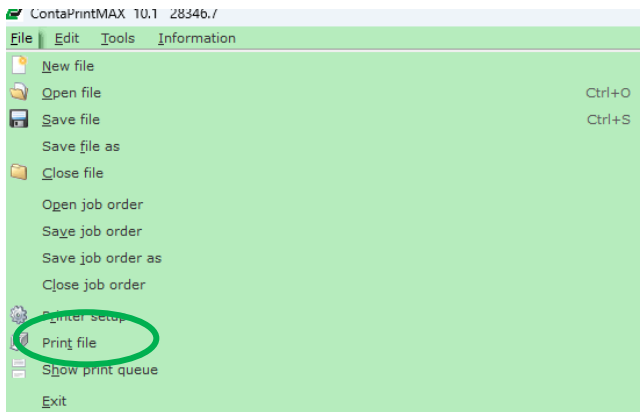 ContaPrintMAX 10.1 28346.7
File Edit Tools Information
New file
Open file Ctrl+O
Save file Ctrl+S
Save file as
Close file
Open job order
Save job order
Save job order as
Close job order
Printer setup
Print file
Show print queue
Exit